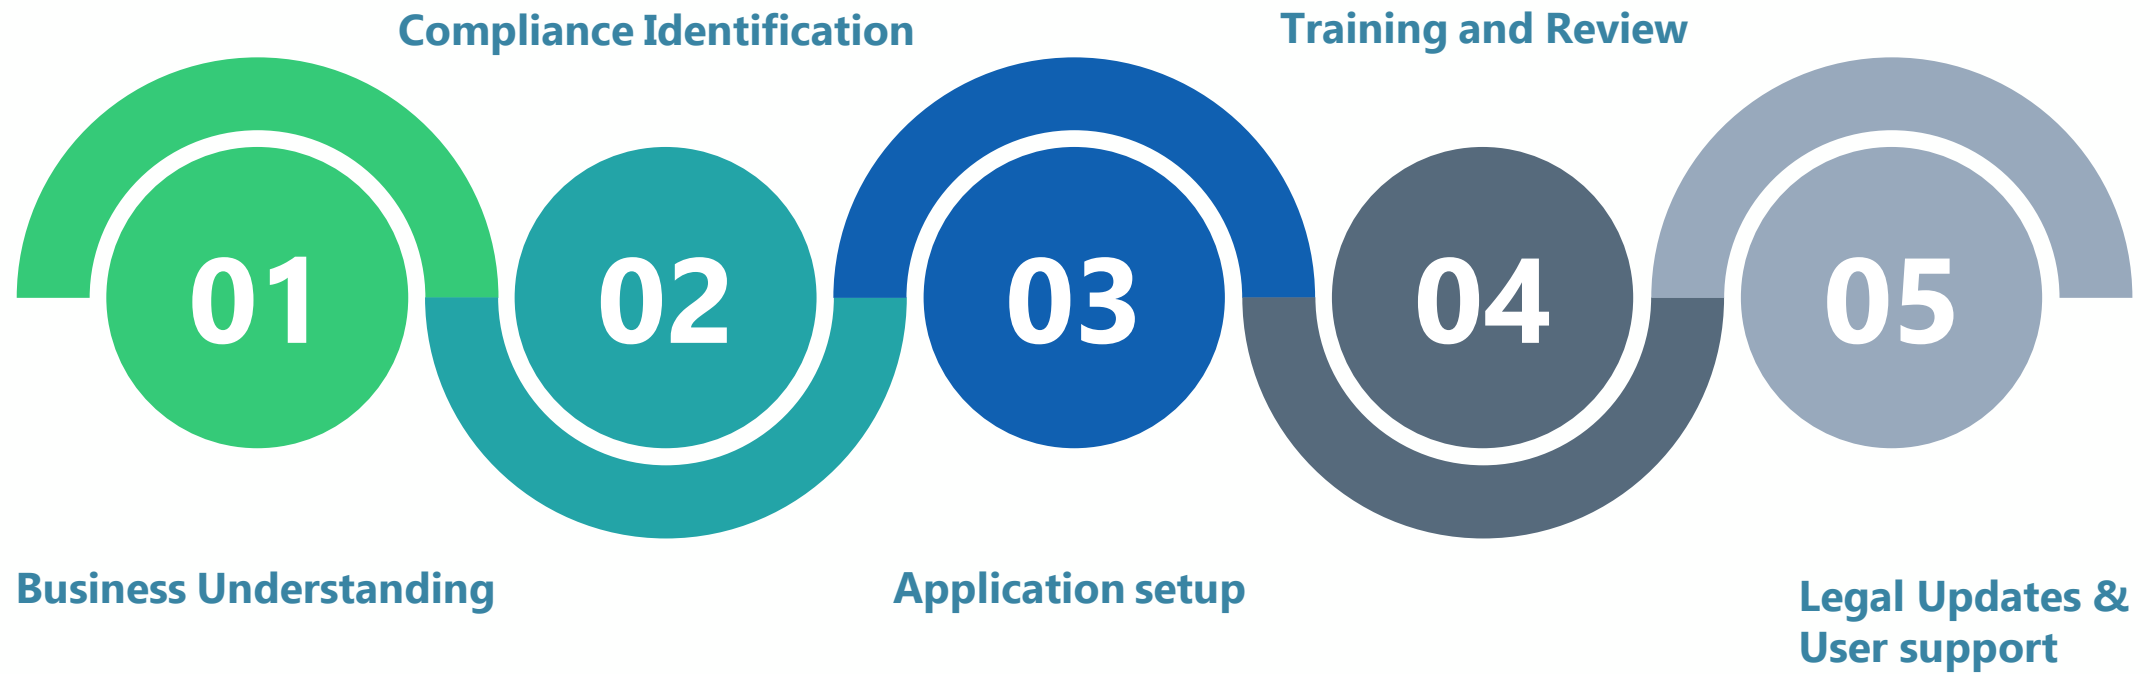 Compliance Identification
Training and Review
01
02
03
04
05
Business Understanding
Application setup
Legal Updates &
User support